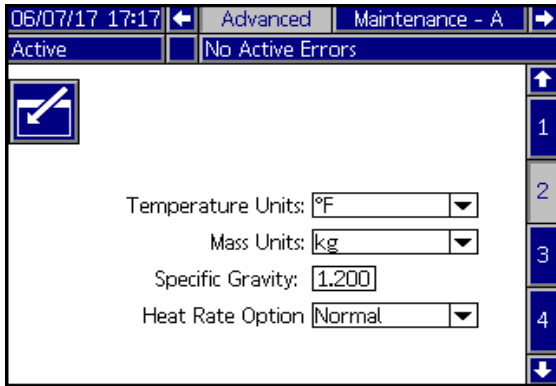 06/07/17 17:17 Advanced Maintenance - A
Active No Active Errors
1
Temperature Units: °F
2
Mass Units: kg
3
Specific Gravity: 1.200
Heat Rate Option Normal
4